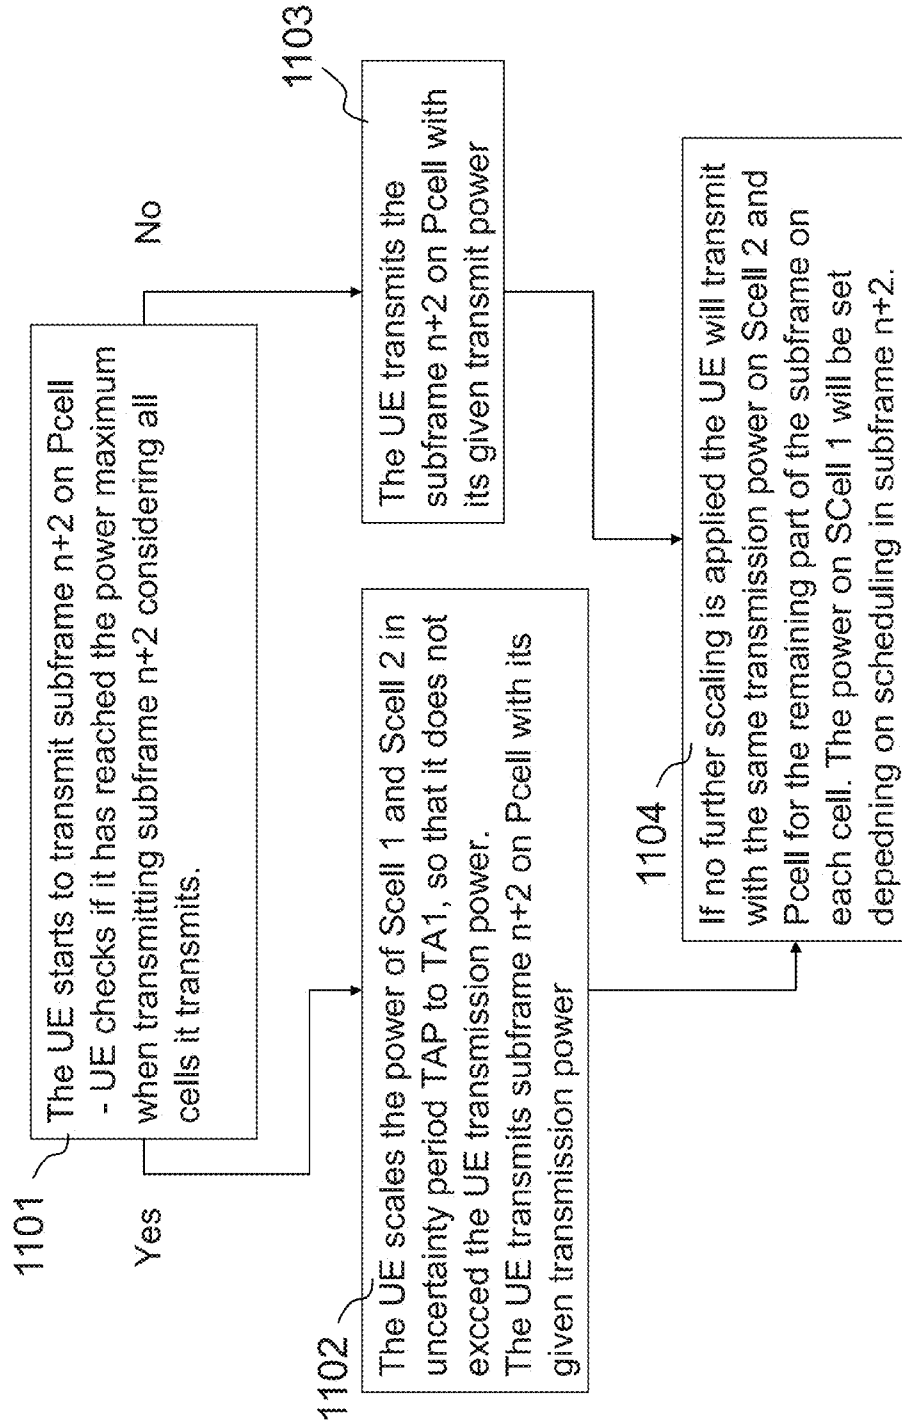 1101
The UE starts to transmit subframe n+2 on Pcell
- UE checks if it has reached the power maximum
when transmitting subframe n+2 considering all
cells it transmits.
Yes
No
1102
The UE scales the power of Scell 1 and Scell 2 in
uncertainty period TAP to TA1, so that it does not
excced the UE transmission power.
The UE transmits subframe n+2 on Pcell with its
given transmission power
1103
The UE transmits the
subframe n+2 on Pcell with
its given transmit power
1104
If no further scaling is applied the UE will transmit
with the same transmission power on Scell 2 and
Pcell for the remaining part of the subframe on
each cell. The power on SCell 1 will be set
depedning on scheduling in subframe n+2.